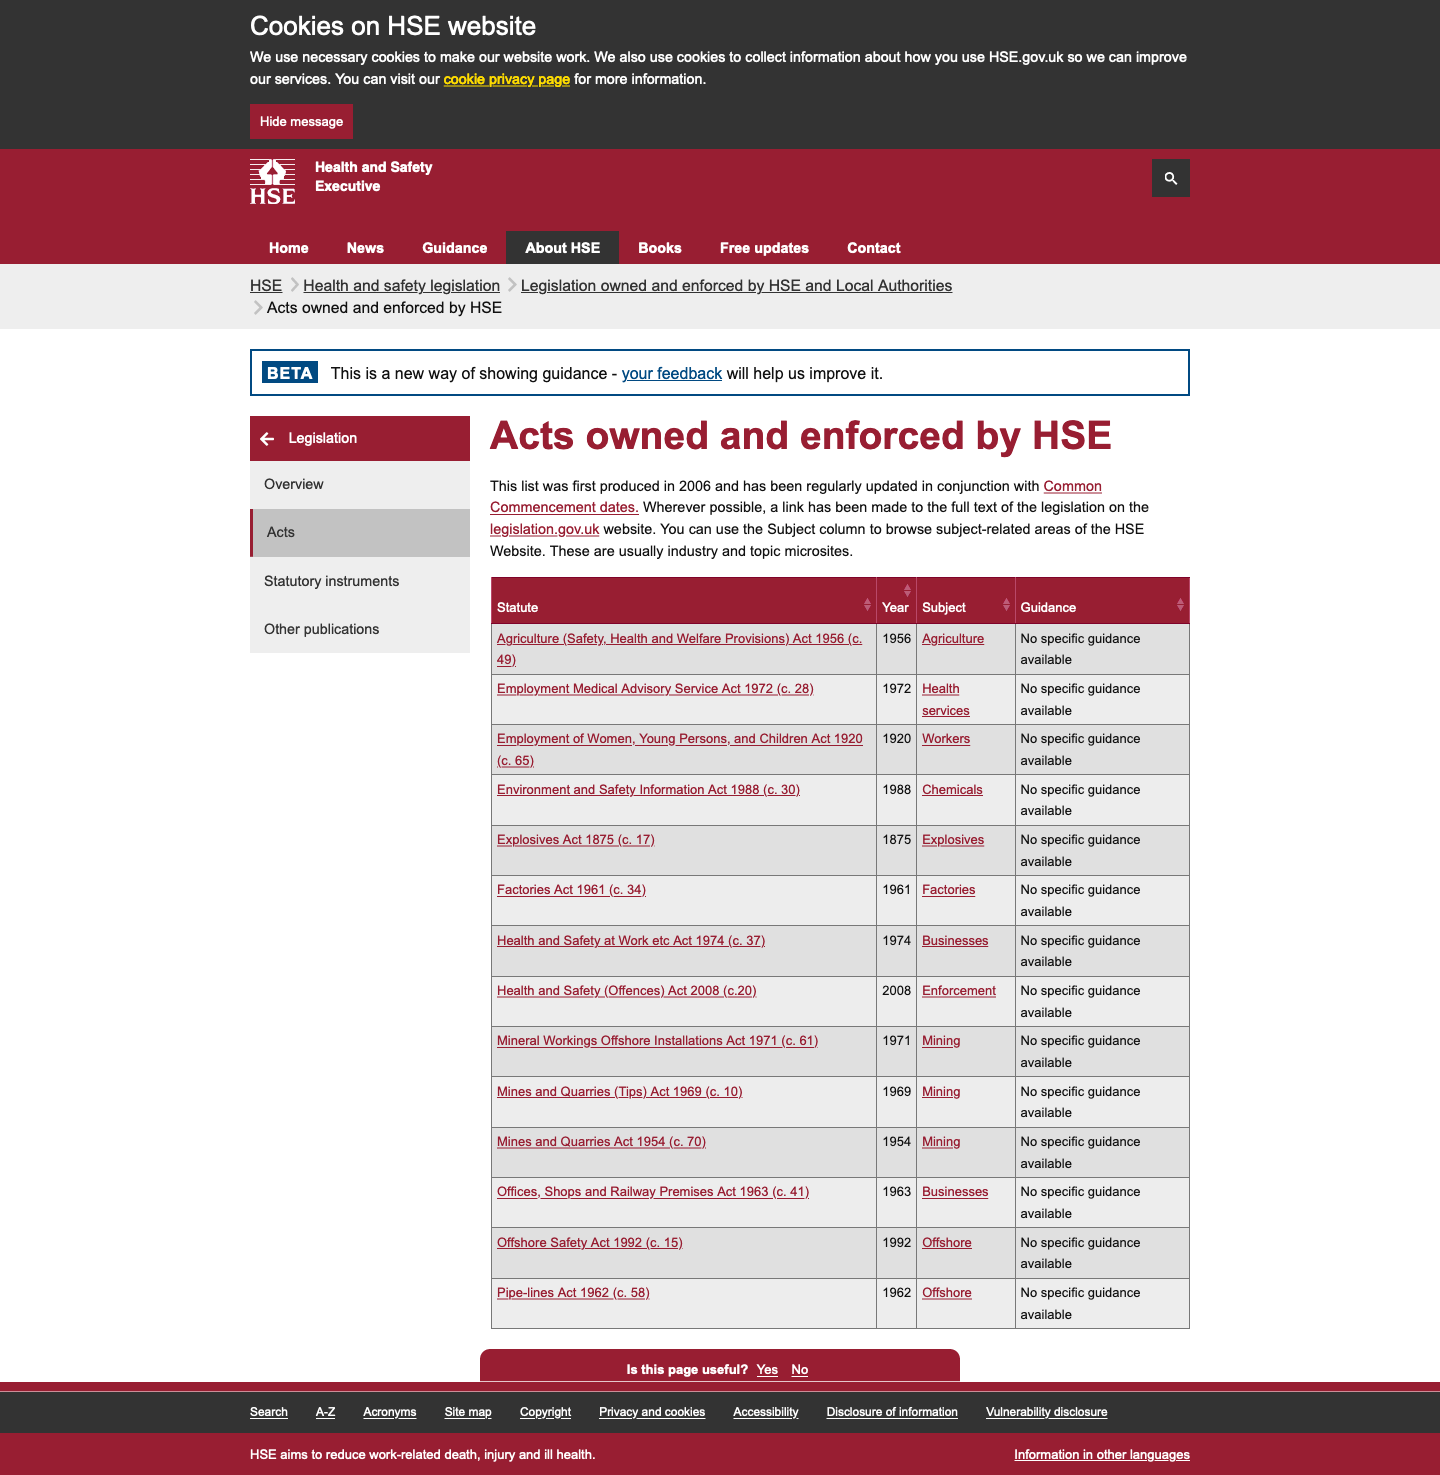 Cookies on HSE website
We use necessary cookies to make our website work. We also use cookies to collect information about how you use HSE.gov.uk so we can improve
our services. You can visit our cookie privacy page for more information.
Hide message
HSE
Health and Safety
Executive
Home News Guidance About HSE Books Free updates Contact
HSE Health and safety legislation Legislation owned and enforced by HSE and Local Authorities
Acts owned and enforced by HSE
BETA This is a new way of showing guidance - your feedback will help us improve it.
Legislation
Overview
Acts
Statutory instruments
Other publications
Acts owned and enforced by HSE
This list was first produced in 2006 and has been regularly updated in conjunction with Common
Commencement dates. Wherever possible, a link has been made to the full text of the legislation on the
legislation.gov.uk website. You can use the Subject column to browse subject-related areas of the HSE
Website. These are usually industry and topic microsites.
Statute Year Subject Guidance
Agriculture (Safety, Health and Welfare Provisions) Act 1956 (c. 1956 Agriculture No specific guidance
49) available
Employment Medical Advisory Service Act 1972 (c. 28) 1972 Health No specific guidance
services available
Employment of Women, Young Persons, and Children Act 1920 1920 Workers No specific guidance
(c. 65) available
Environment and Safety Information Act 1988 (c. 30) 1988 Chemicals No specific guidance
available
Explosives Act 1875 (c. 17) 1875 Explosives No specific guidance
available
Factories Act 1961 (c. 34) 1961 Factories No specific guidance
available
Health and Safety at Work etc Act 1974 (c. 37) 1974 Businesses No specific guidance
available
Health and Safety (Offences) Act 2008 (c.20) 2008 Enforcement No specific guidance
available
Mineral Workings Offshore Installations Act 1971 (c. 61) 1971 Mining No specific guidance
available
Mines and Quarries (Tips) Act 1969 (c. 10) 1969 Mining No specific guidance
available
Mines and Quarries Act 1954 (c. 70) 1954 Mining No specific guidance
available
Offices, Shops and Railway Premises Act 1963 (c. 41) 1963 Businesses No specific guidance
available
Offshore Safety Act 1992 (c. 15) 1992 Offshore No specific guidance
available
Pipe-lines Act 1962 (c. 58) 1962 Offshore No specific guidance
available
Is this page useful? Yes No
Search A-Z Acronyms Site map Copyright Privacy and cookies Accessibility Disclosure of information Vulnerability disclosure
HSE aims to reduce work-related death, injury and ill health. Information in other languages